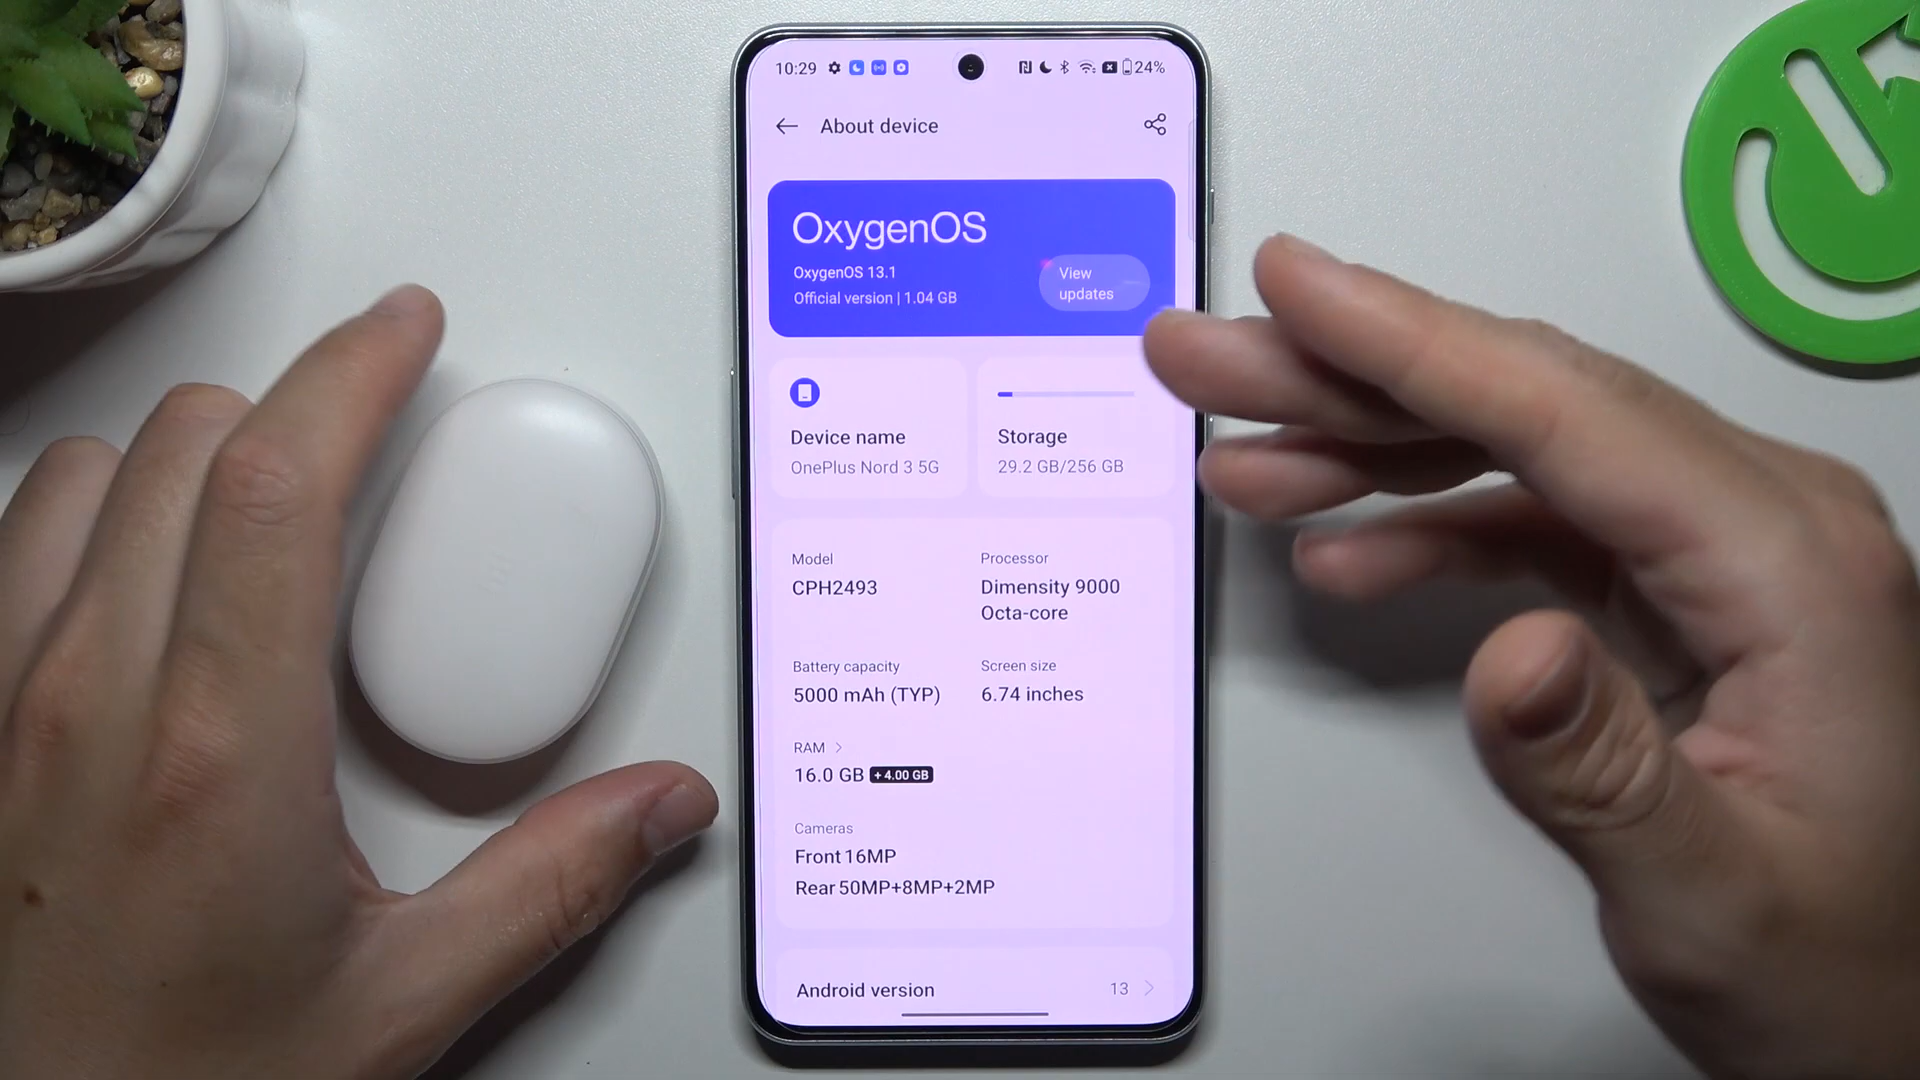 10:29 24%
About device
OxygenOS
OxygenOS 13.1
Official version | 1.04 GB
View
updates
Device name
OnePlus Nord 3 5G
Storage
29.2 GB/256 GB
Model
CPH2493
Processor
Dimensity 9000
Octa-core
Battery capacity
5000 mAh (TYP)
Screen size
6.74 inches
RAM
16.0 GB + 4.00 GB
Cameras
Front 16MP
Rear 50MP+8MP+2MP
Android version 13